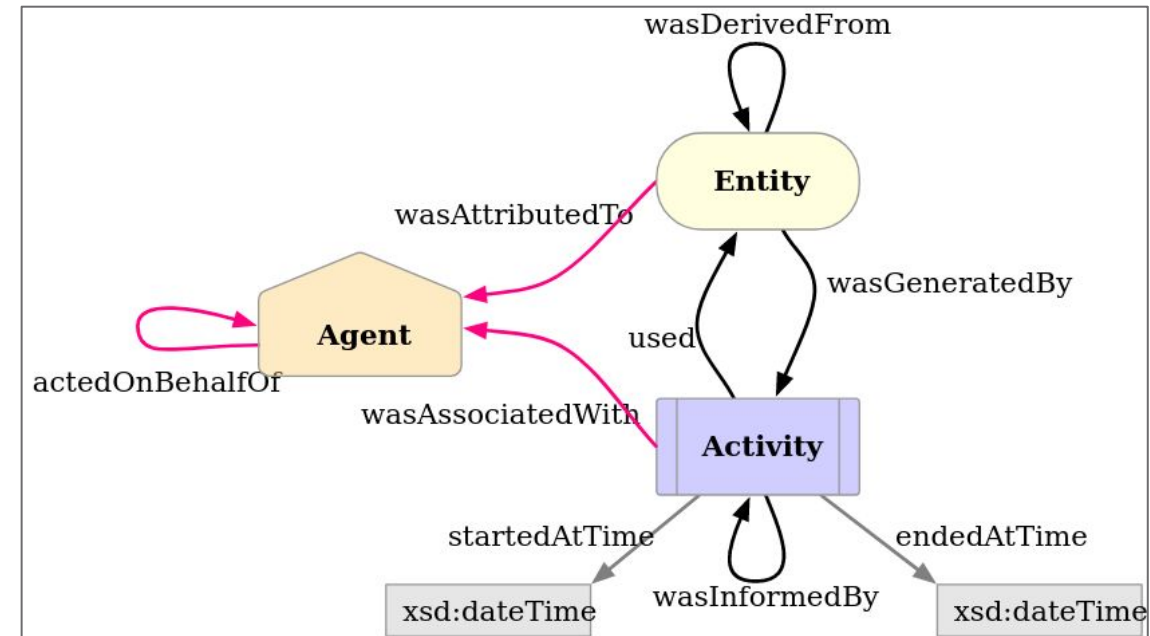 wasDerivedFrom
Entity
wasAttributedTo
wasGeneratedBy
Agent
used
actedOnBehalfOf
wasAssociatedWith
Activity
startedAtTime
endedAtTime
wasInformedBy
xsd:dateTime
xsd:dateTime